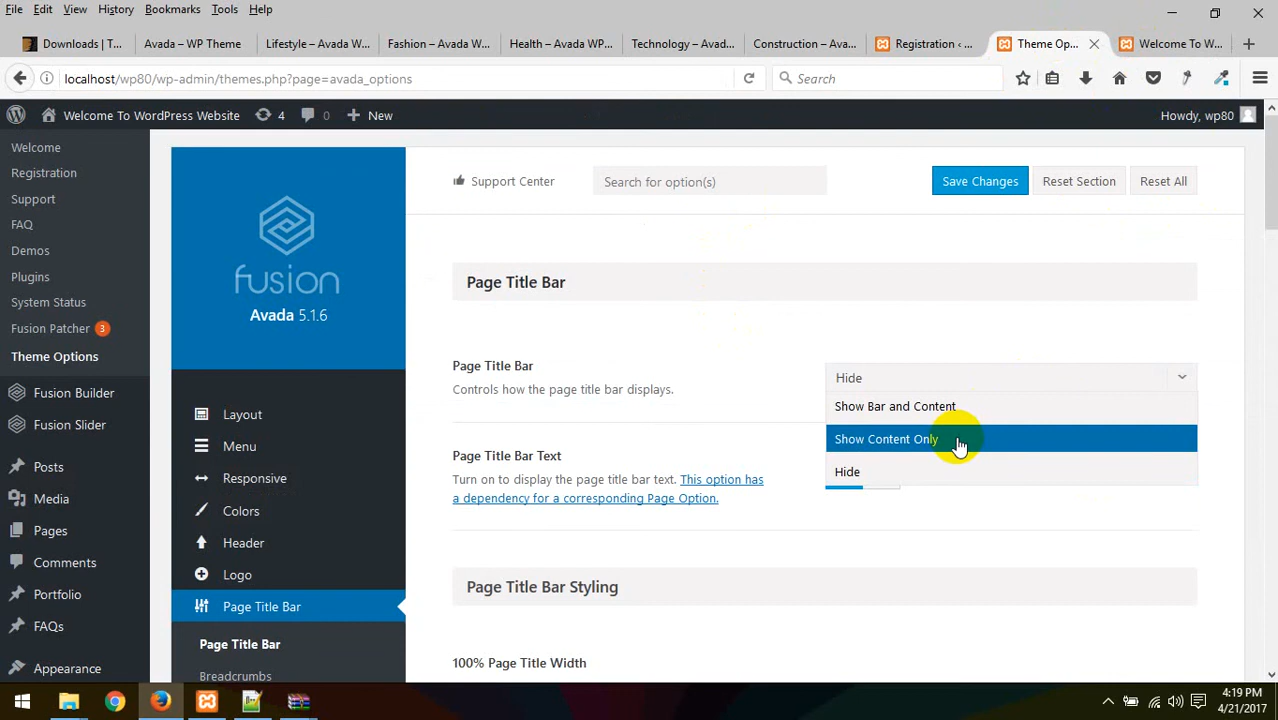 File Edit View History Bookmarks Tools Help
Downloads | T... Avada – WP Theme Lifestyle – Avada W... Fashion – Avada W... Health – Avada WP... Technology – Avad... Construction – Ava... Registration ‹ ... Theme Op... Welcome To W...
localhost/wp80/wp-admin/themes.php?page=avada_options Search
Welcome To WordPress Website 4 0 New Howdy, wp80
Welcome
Registration
Support
FAQ
Demos
Plugins
System Status
Fusion Patcher 3
Theme Options
Fusion Builder
Fusion Slider
Posts
Media
Pages
Comments
Portfolio
FAQs
Appearance
fusion
Avada 5.1.6
Layout
Menu
Responsive
Colors
Header
Logo
Page Title Bar
Page Title Bar
Breadcrumbs
Support Center Search for option(s) Save Changes Reset Section Reset All
Page Title Bar
Page Title Bar
Controls how the page title bar displays.
Hide
Show Bar and Content
Show Content Only
Hide
Page Title Bar Text
Turn on to display the page title bar text. This option has
a dependency for a corresponding Page Option.
Page Title Bar Styling
100% Page Title Width
4:19 PM
4/21/2017